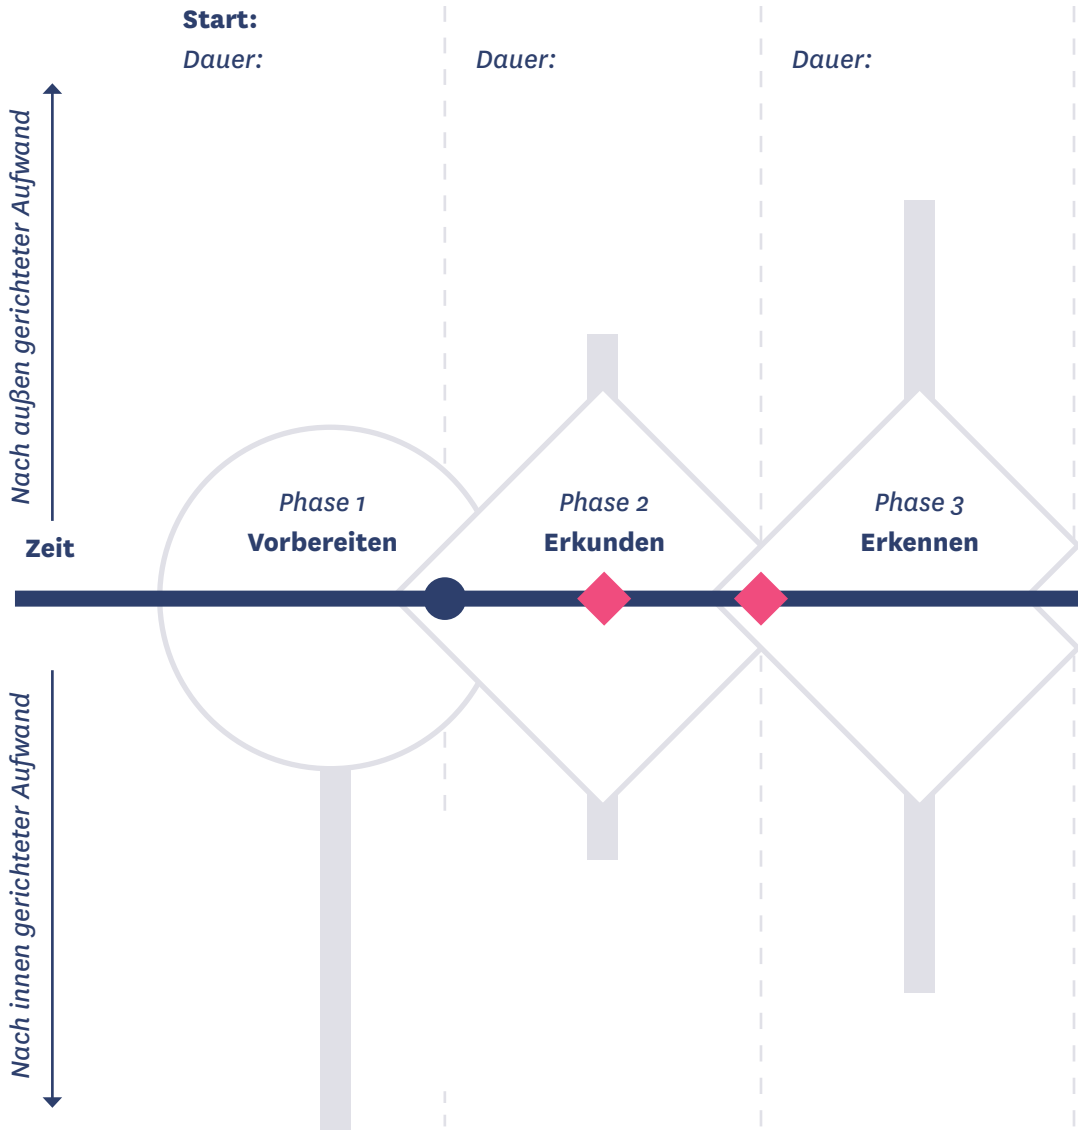 Start:
Dauer:
Dauer:
Dauer:
Nach außen gerichteter Aufwand
Phase 1
Vorbereiten
Phase 2
Erkunden
Phase 3
Erkennen
Zeit
Nach innen gerichteter Aufwand